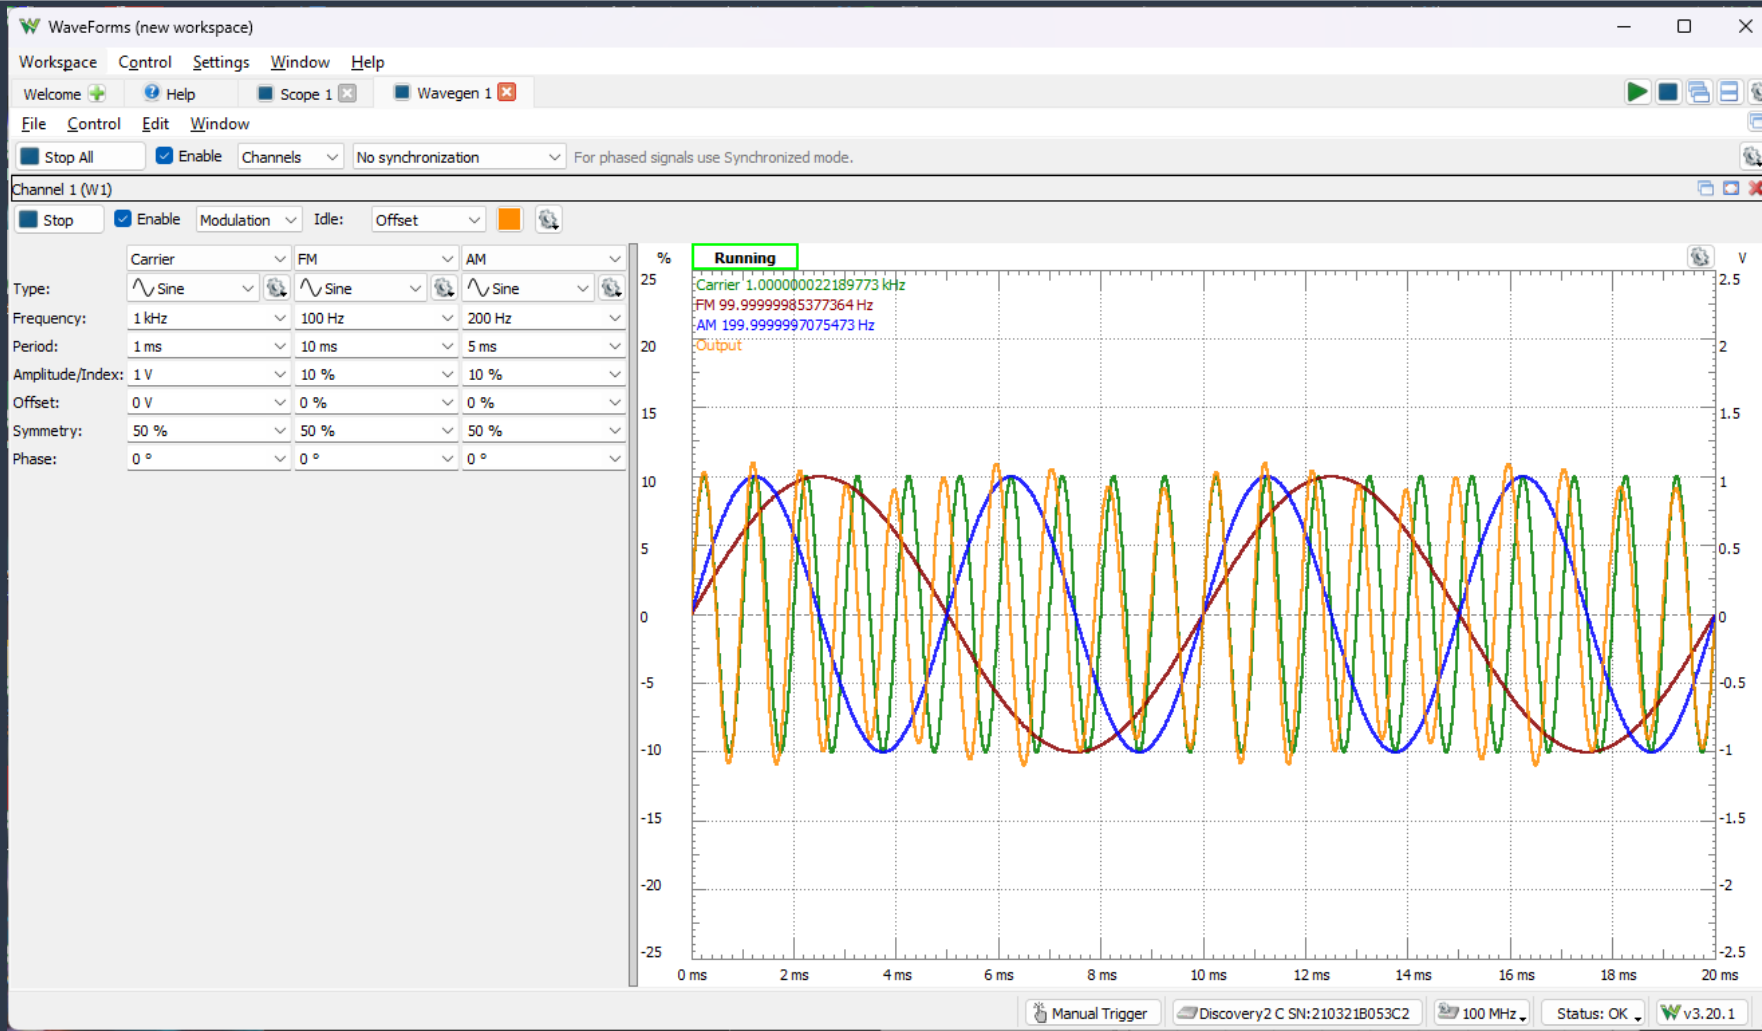 WaveForms (new workspace)
Workspace Control Settings Window Help
Welcome Help Scope 1 Wavegen 1
File Control Edit Window
Stop All Enable Channels No synchronization For phased signals use Synchronized mode.
Channel 1 (W1)
Stop Enable Modulation Idle: Offset
Carrier FM AM
Type: Sine Sine Sine
Frequency: 1 kHz 100 Hz 200 Hz
Period: 1 ms 10 ms 5 ms
Amplitude/Index: 1 V 10 % 10 %
Offset: 0 V 0 % 0 %
Symmetry: 50 % 50 % 50 %
Phase: 0 ° 0 ° 0 °
% Running V
Carrier 1.000000022189773 kHz
FM 99.99999985377364 Hz
AM 199.9999997075473 Hz
Output
25 2.5
20 2
15 1.5
10 1
5 0.5
0 0
-5 -0.5
-10 -1
-15 -1.5
-20 -2
-25 -2.5
0 ms 2 ms 4 ms 6 ms 8 ms 10 ms 12 ms 14 ms 16 ms 18 ms 20 ms
Manual Trigger Discovery2 C SN:210321B053C2 100 MHz Status: OK v3.20.1